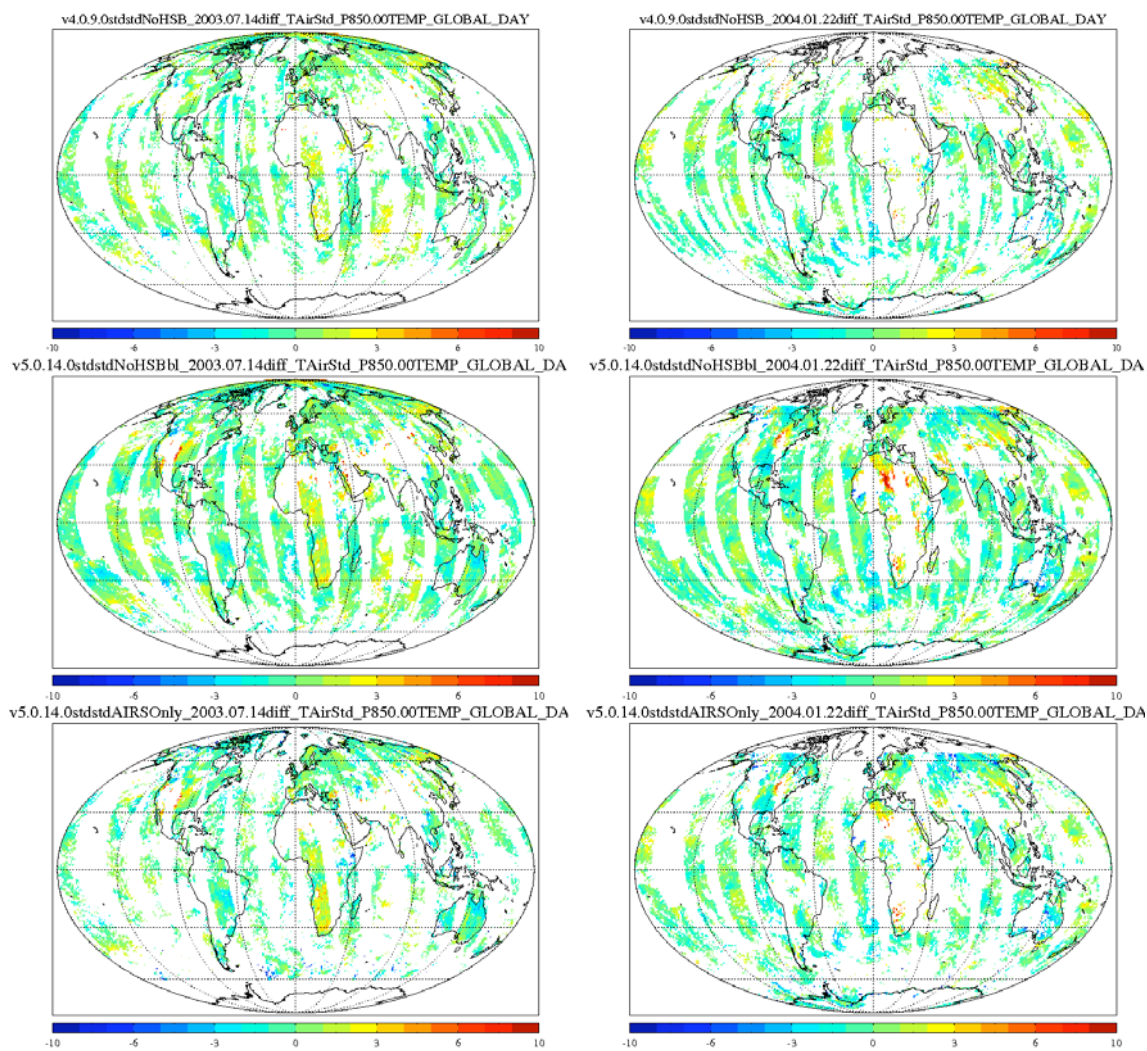 v4.0.9.0stdstdNoHSB_2003.07.14diff_TAirStd_P850.00TEMP_GLOBAL_DAY
v4.0.9.0stdstdNoHSB_2004.01.22diff_TAirStd_P850.00TEMP_GLOBAL_DAY
-10 -6 -3 0 3 6 10
-10 -6 -3 0 3 6 10
v5.0.14.0stdstdNoHSBbl_2003.07.14diff_TAirStd_P850.00TEMP_GLOBAL_DA
v5.0.14.0stdstdNoHSBbl_2004.01.22diff_TAirStd_P850.00TEMP_GLOBAL_DA
-10 -6 -3 0 3 6 10
-10 -6 -3 0 3 6 10
v5.0.14.0stdstdAIRSOnly_2003.07.14diff_TAirStd_P850.00TEMP_GLOBAL_DA
v5.0.14.0stdstdAIRSOnly_2004.01.22diff_TAirStd_P850.00TEMP_GLOBAL_DA
-10 -6 -3 0 3 6 10
-10 -6 -3 0 3 6 10